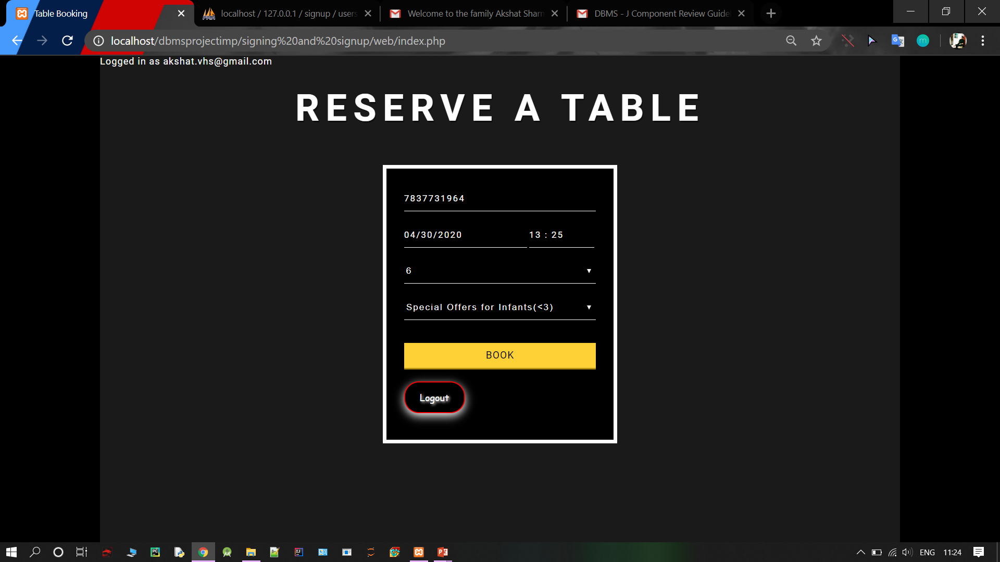 Table Booking
localhost / 127.0.0.1 / signup / users
Welcome to the family Akshat Sharm
DBMS - J Component Review Guidel
localhost/dbmsprojectimp/signing%20and%20signup/web/index.php
Logged in as akshat.vhs@gmail.com
RESERVE A TABLE
7837731964
04/30/2020 13 : 25
6
Special Offers for Infants(<3)
BOOK
Logout
ENG 11:24